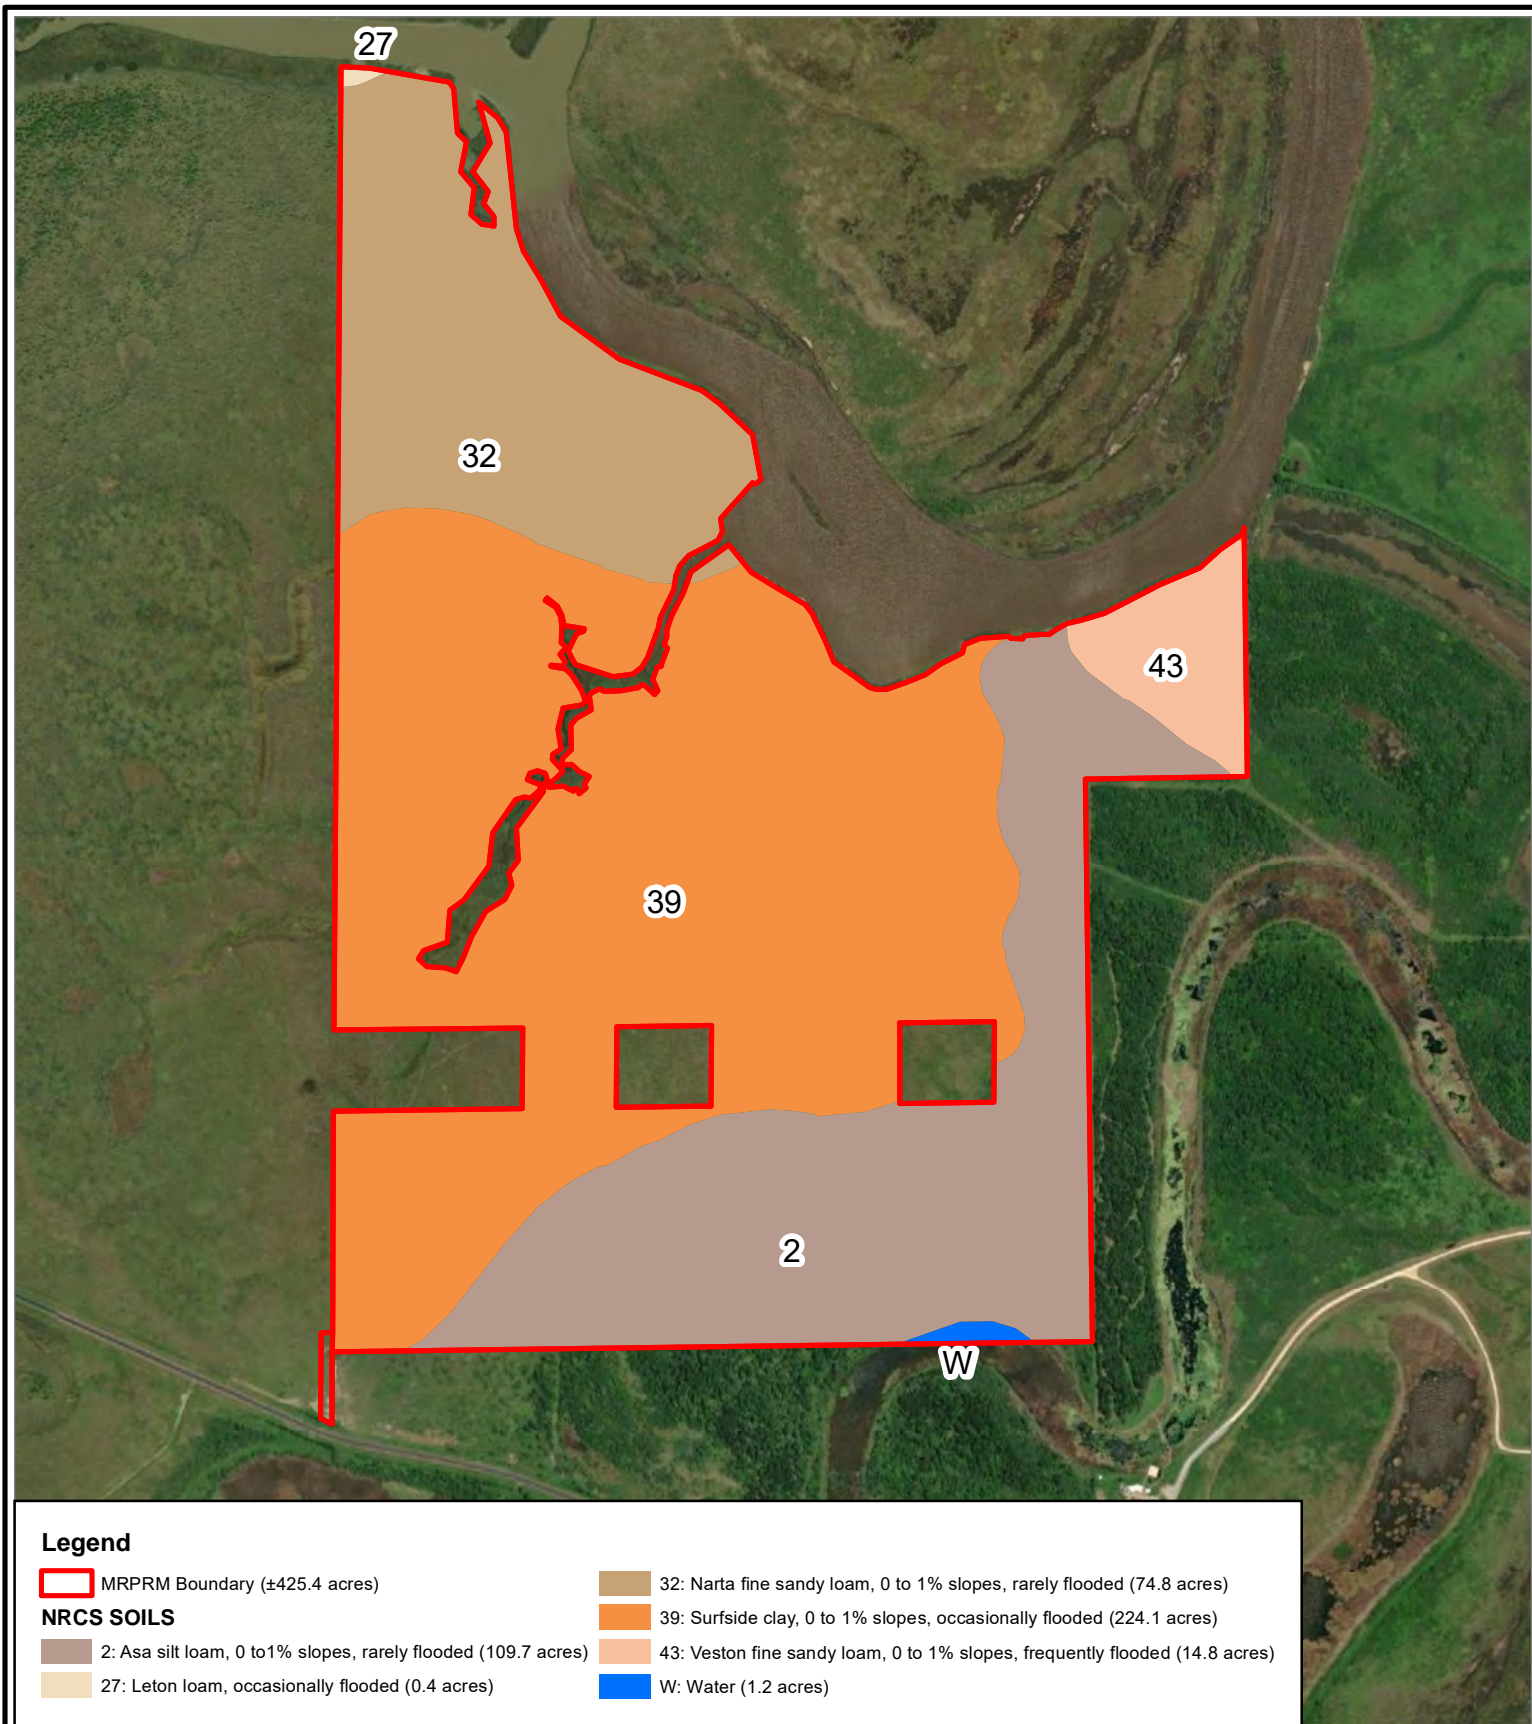 27
32
43
39
2
W
Legend
MRPRM Boundary (±425.4 acres)
NRCS SOILS
2: Asa silt loam, 0 to1% slopes, rarely flooded (109.7 acres)
27: Leton loam, occasionally flooded (0.4 acres)
32: Narta fine sandy loam, 0 to 1% slopes, rarely flooded (74.8 acres)
39: Surfside clay, 0 to 1% slopes, occasionally flooded (224.1 acres)
43: Veston fine sandy loam, 0 to 1% slopes, frequently flooded (14.8 acres)
W: Water (1.2 acres)